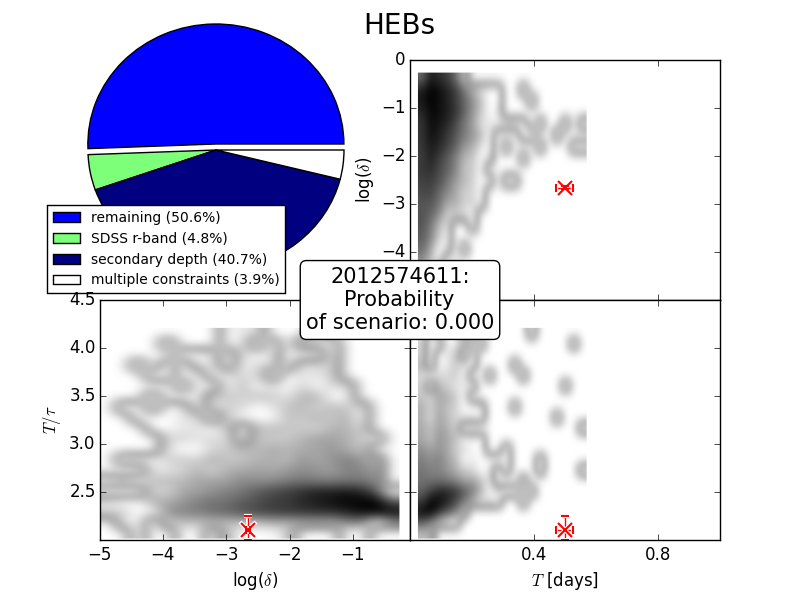 HEBs
0
−1
−2
−3
−4
log(δ)
remaining (50.6%)
SDSS r-band (4.8%)
secondary depth (40.7%)
multiple constraints (3.9%)
2012574611:
Probability
of scenario: 0.000
4.5
4.0
3.5
3.0
2.5
T/τ
−5 −4 −3 −2 −1
log(δ)
0.4 0.8
T [days]